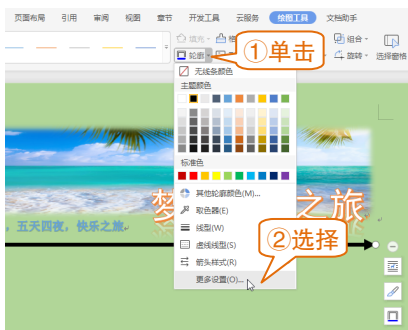 页面布局 引用 审阅 视图 章节 开发工具 云服务 绘图工具 文档助手
填充 格 组合
轮廓 旋转 选择窗格
①单击
无线条颜色
主题颜色
标准色
其他轮廓颜色(M)...
取色器(E)
线型(W)
虚线线型(S)
箭头样式(R)
更多设置(O)...
②选择
梦 之旅
五天四夜，快乐之旅